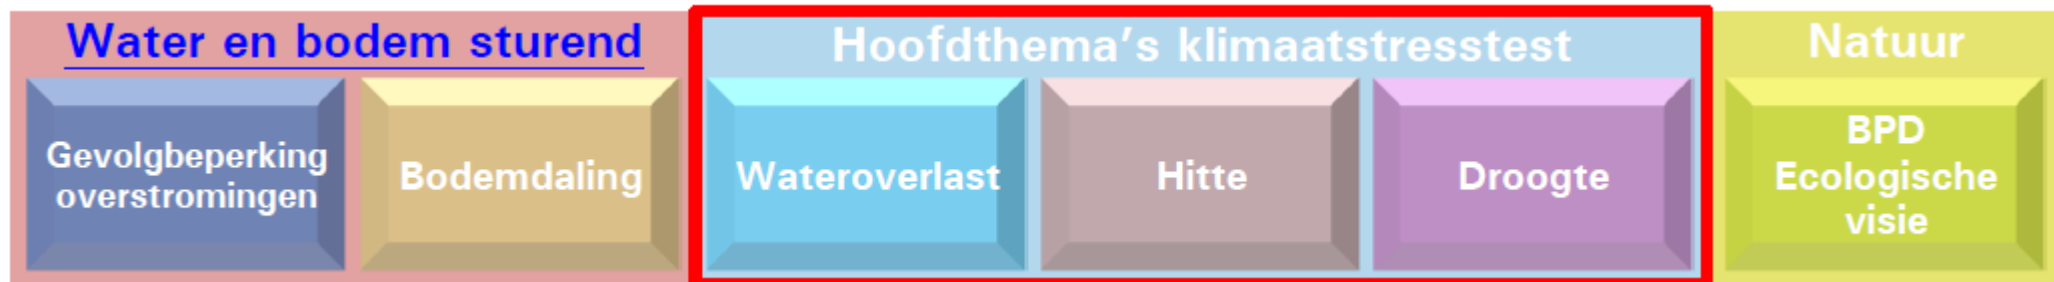 Water en bodem sturend
Gevolgbeperking
overstromingen
Bodemdaling
Hoofdthema's klimaatstresstest
Wateroverlast
Hitte
Droogte
Natuur
BPD
Ecologische
visie